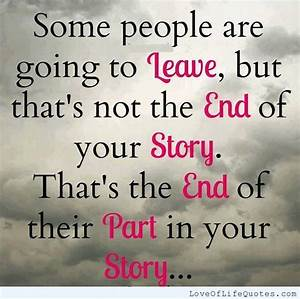 Some people are
going to Leave, but
that's not the End of
your Story.
That's the End of
their Part in your
Story...
LoveOfLifeQuotes.com